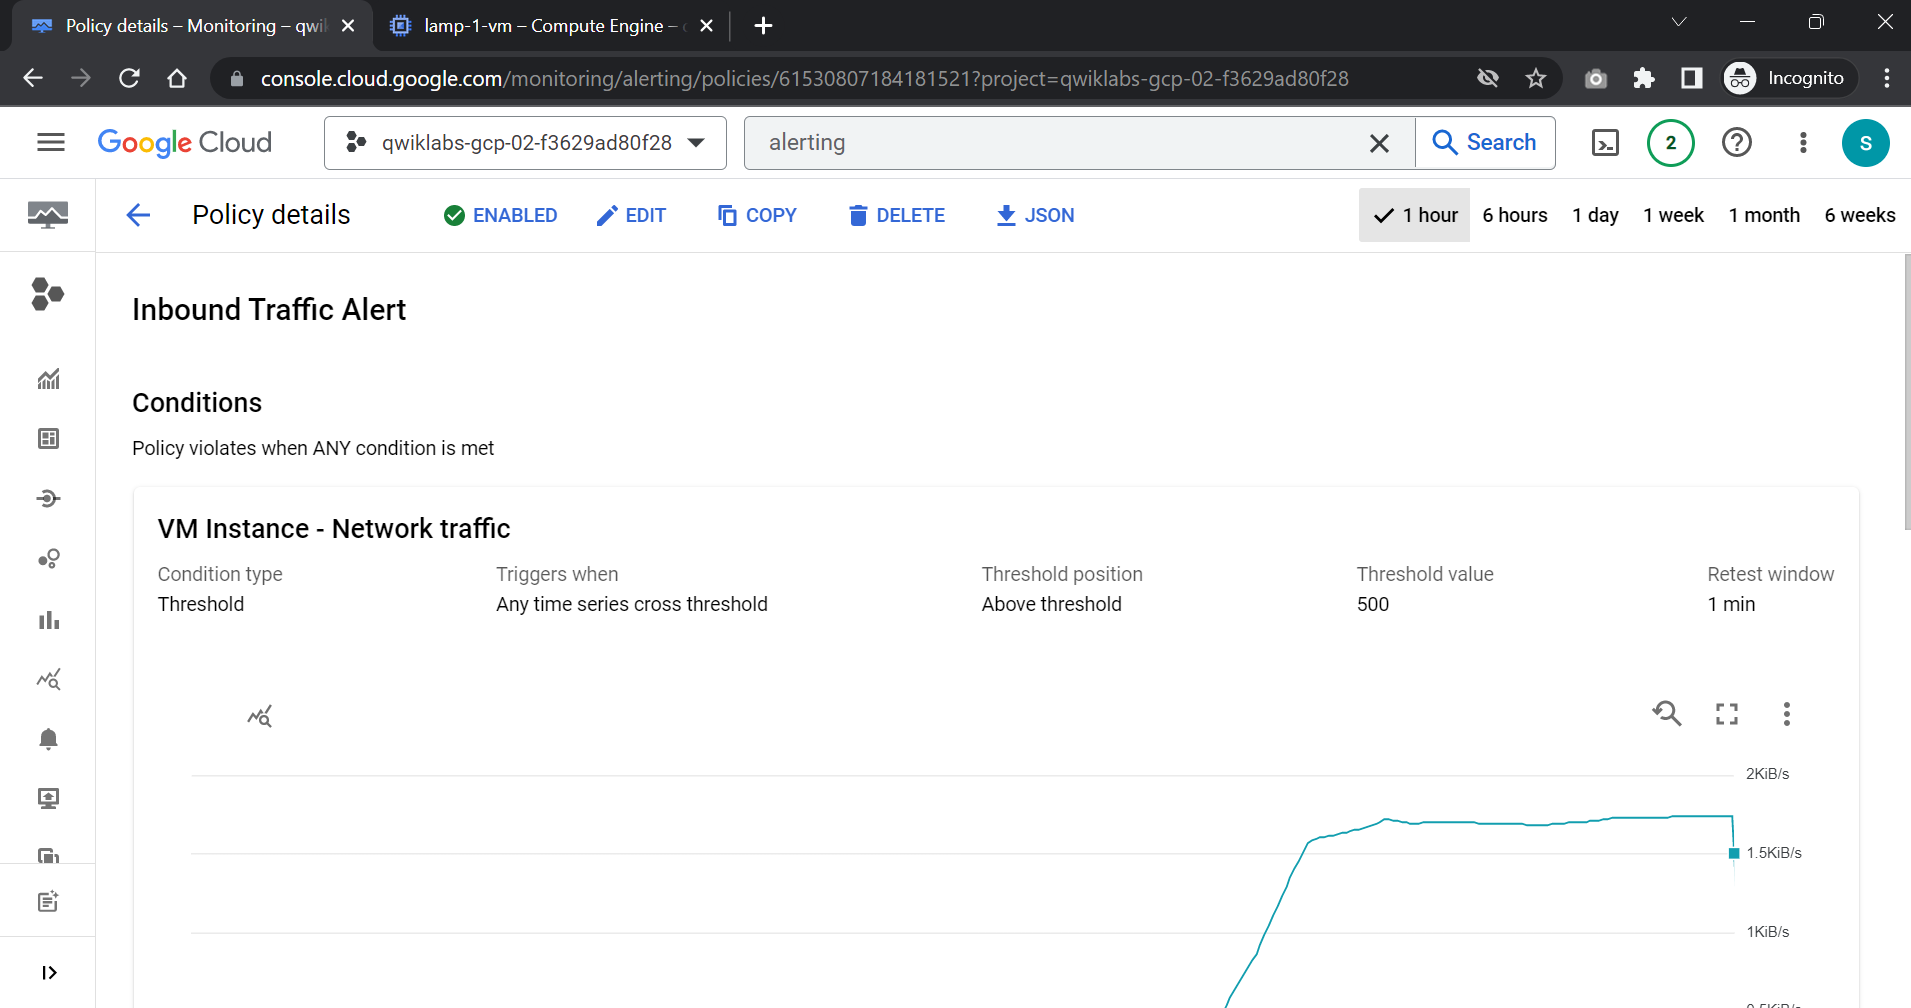 Policy details – Monitoring – qwik
lamp-1-vm – Compute Engine –
console.cloud.google.com/monitoring/alerting/policies/6153080718418152​1?project=qwiklabs-gcp-02-f3629ad80f28
Incognito
Google Cloud
qwiklabs-gcp-02-f3629ad80f28
alerting
Search
2
S
Policy details
ENABLED
EDIT
COPY
DELETE
JSON
1 hour
6 hours
1 day
1 week
1 month
6 weeks
Inbound Traffic Alert
Conditions
Policy violates when ANY condition is met
VM Instance - Network traffic
Condition type
Triggers when
Threshold position
Threshold value
Retest window
Threshold
Any time series cross threshold
Above threshold
500
1 min
2KiB/s
1.5KiB/s
1KiB/s